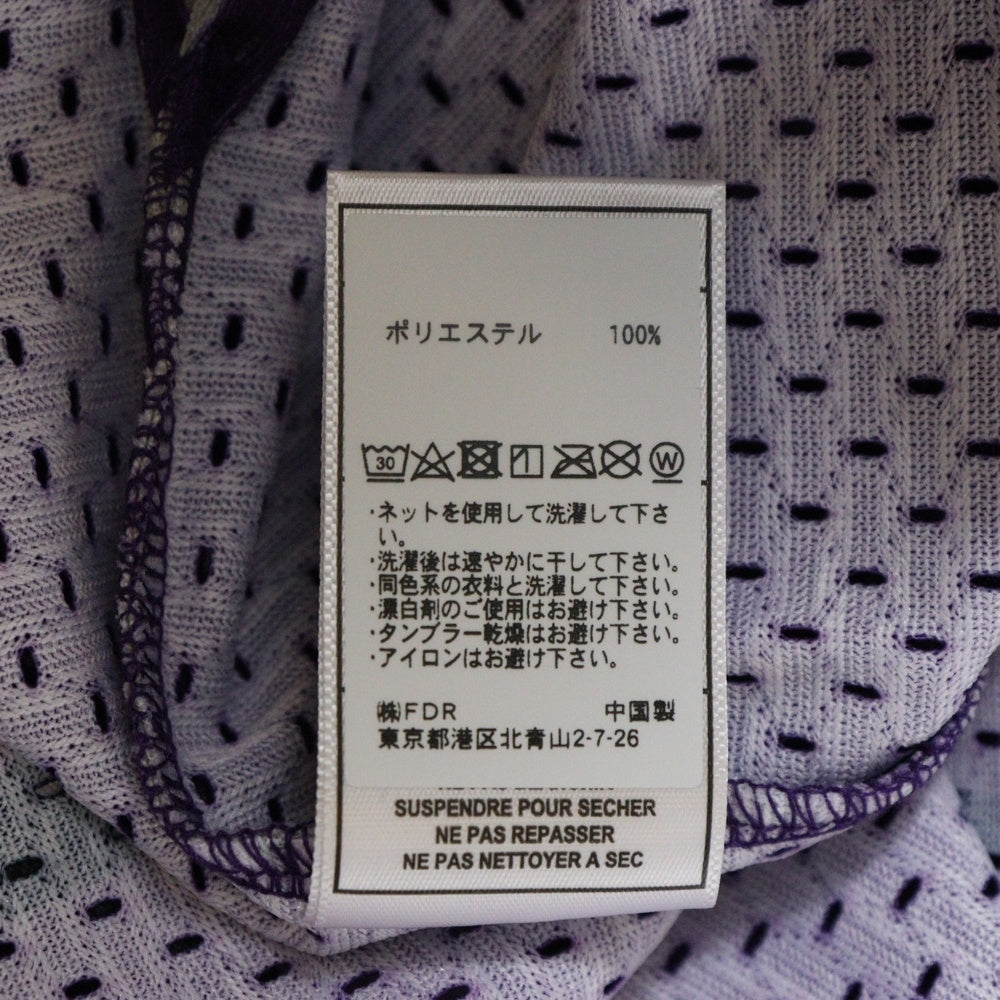 ポリエステル 100%
30 W
・ネットを使用して洗濯して下さ
い。
・洗濯後は速やかに干して下さい。
・同色系の衣料と洗濯して下さい。
・漂白剤のご使用はお避け下さい。
・タンブラー乾燥はお避け下さい。
・アイロンはお避け下さい。
㈱FDR 中国製
東京都港区北青山2-7-26
SUSPENDRE POUR SECHER
NE PAS REPASSER
NE PAS NETTOYER A SEC